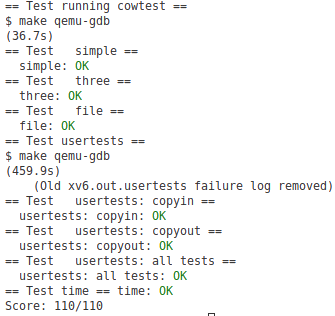 == Test running cowtest ==
$ make qemu-gdb
(36.7s)
== Test   simple ==
  simple: OK
== Test   three ==
  three: OK
== Test   file ==
  file: OK
== Test usertests ==
$ make qemu-gdb
(459.9s)
    (Old xv6.out.usertests failure log removed)
== Test   usertests: copyin ==
  usertests: copyin: OK
== Test   usertests: copyout ==
  usertests: copyout: OK
== Test   usertests: all tests ==
  usertests: all tests: OK
== Test time == time: OK
Score: 110/110